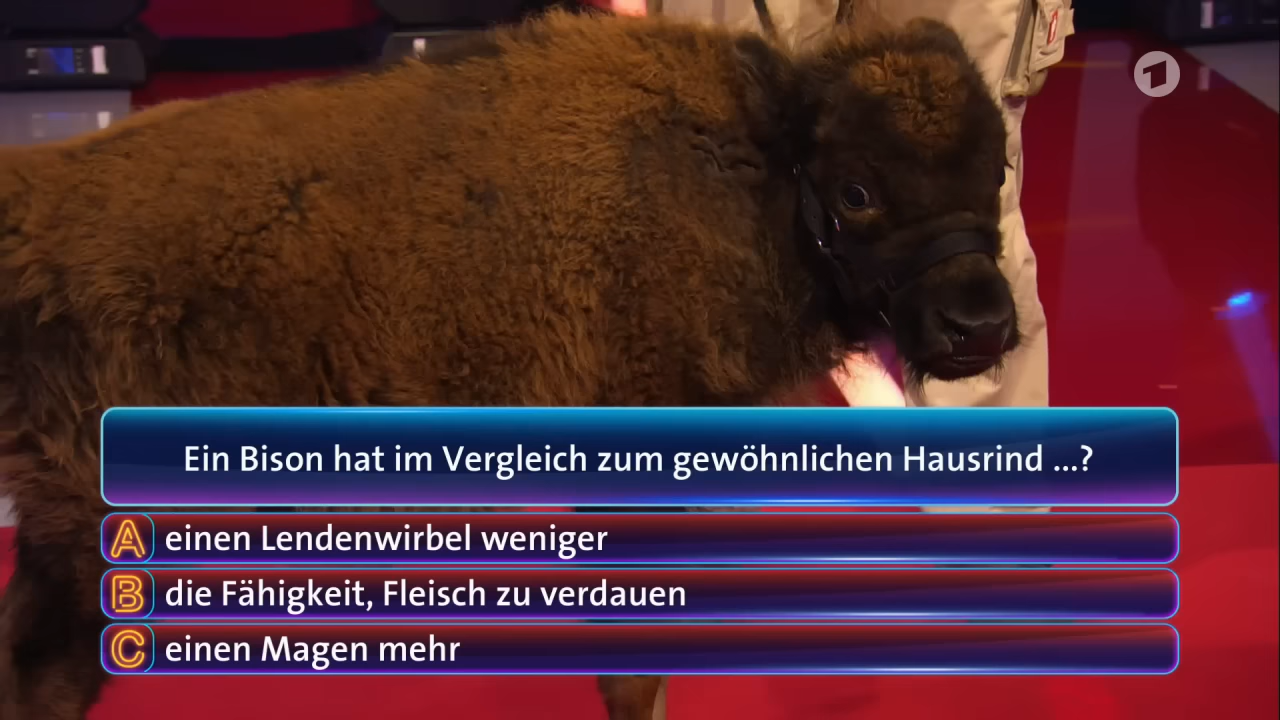 1
Ein Bison hat im Vergleich zum gewöhnlichen Hausrind ...?
A einen Lendenwirbel weniger
B die Fähigkeit, Fleisch zu verdauen
C einen Magen mehr